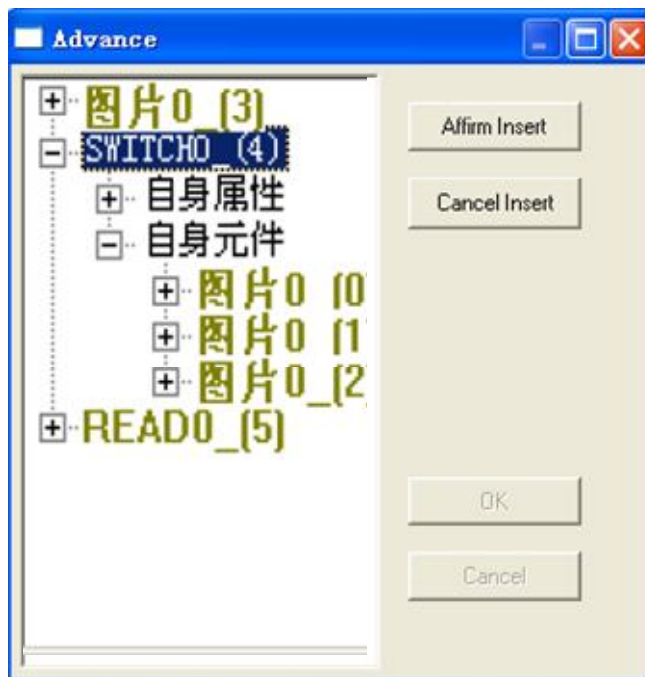 Advance
图片0_(3)
SWITCH0_(4)
自身属性
自身元件
图片0_(0
图片0_(1
图片0_(2
READ0_(5)
Affirm Insert
Cancel Insert
OK
Cancel